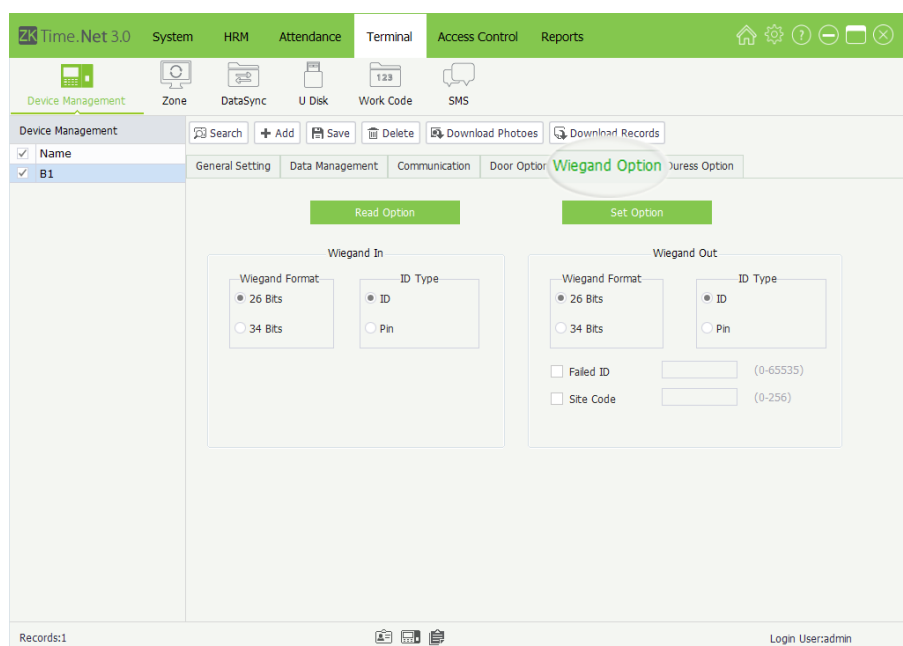 ZK Time.Net 3.0 System HRM Attendance Terminal Access Control Reports
123
Device Management Zone DataSync U Disk Work Code SMS
Device Management Search Add Save Delete Download Photoes Download Records
Name
B1
General Setting Data Management Communication Door Option Wiegand Option Duress Option
Read Option Set Option
Wiegand In Wiegand Out
Wiegand Format ID Type Wiegand Format ID Type
26 Bits ID 26 Bits ID
34 Bits Pin 34 Bits Pin
Failed ID (0-65535)
Site Code (0-256)
Records:1 Login User:admin